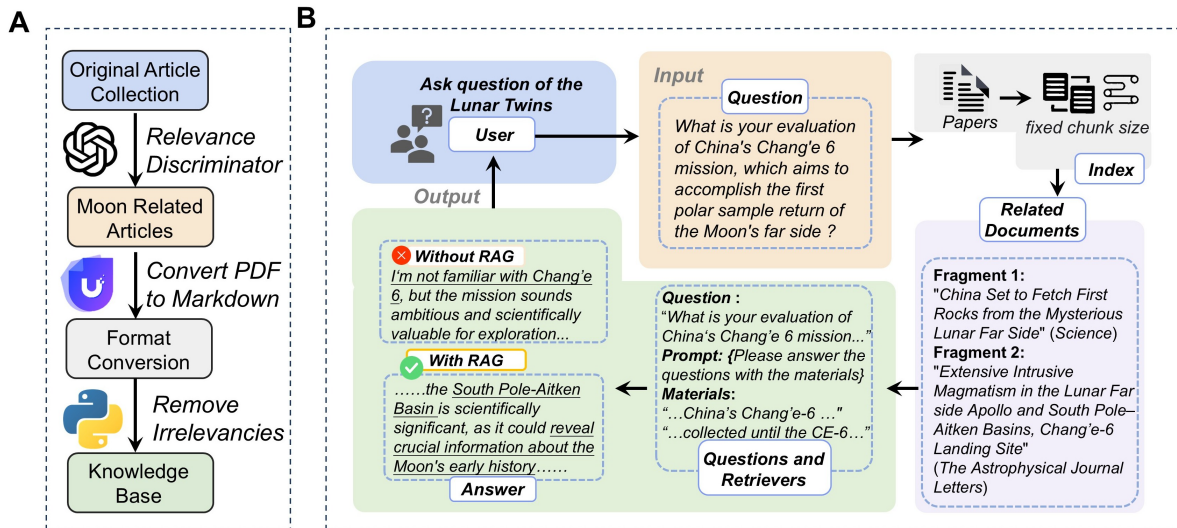 A
Original Article
Collection
Relevance
Discriminator
Moon Related
Articles
Convert PDF
to Markdown
Format
Conversion
Remove
Irrelevancies
Knowledge
Base
B
Ask question of the
Lunar Twins
User
Input
Question
What is your evaluation
of China's Chang'e 6
mission, which aims to
accomplish the first
polar sample return of
the Moon's far side ?
Papers
fixed chunk size
Index
Related
Documents
Fragment 1:
"China Set to Fetch First
Rocks from the Mysterious
Lunar Far Side" (Science)
Fragment 2:
"Extensive Intrusive
Magmatism in the Lunar Far
side Apollo and South Pole–
Aitken Basins, Chang'e-6
Landing Site"
(The Astrophysical Journal
Letters)
Question :
“What is your evaluation of
China‘s Chang’e 6 mission...”
Prompt: {Please answer the
questions with the materials}
Materials:
“…China’s Chang’e-6 …"
“…collected until the CE-6…”
Questions and
Retrievers
Output
Without RAG
I‘m not familiar with Chang’e
6, but the mission sounds
ambitious and scientifically
valuable for exploration...
With RAG
……the South Pole-Aitken
Basin is scientifically
significant, as it could reveal
crucial information about the
Moon's early history……
Answer